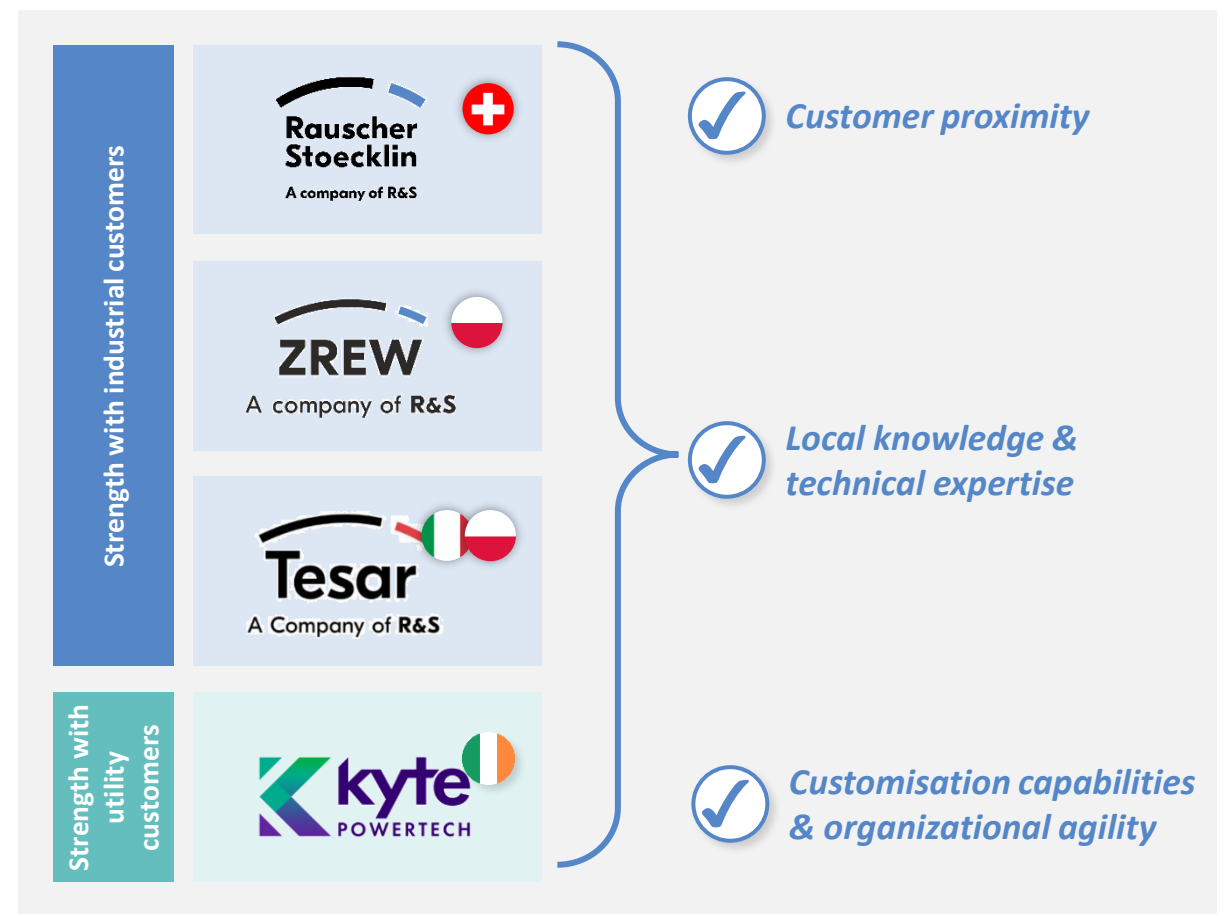 Strength with industrial customers
Rauscher
Stoecklin
A company of R&S
ZREW
A company of R&S
Tesar
A Company of R&S
Strength with
utility
customers
kyte
POWERTECH
Customer proximity
Local knowledge &
technical expertise
Customisation capabilities
& organizational agility